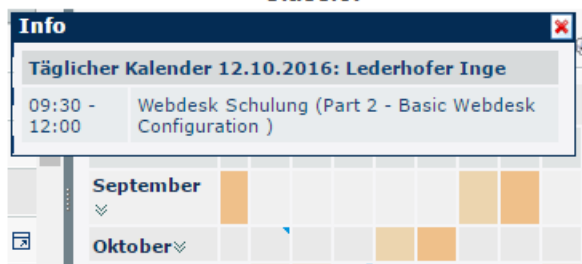 Info
Täglicher Kalender 12.10.2016: Lederhofer Inge
09:30 - 12:00
Webdesk Schulung (Part 2 - Basic Webdesk
Configuration )
September
Oktober